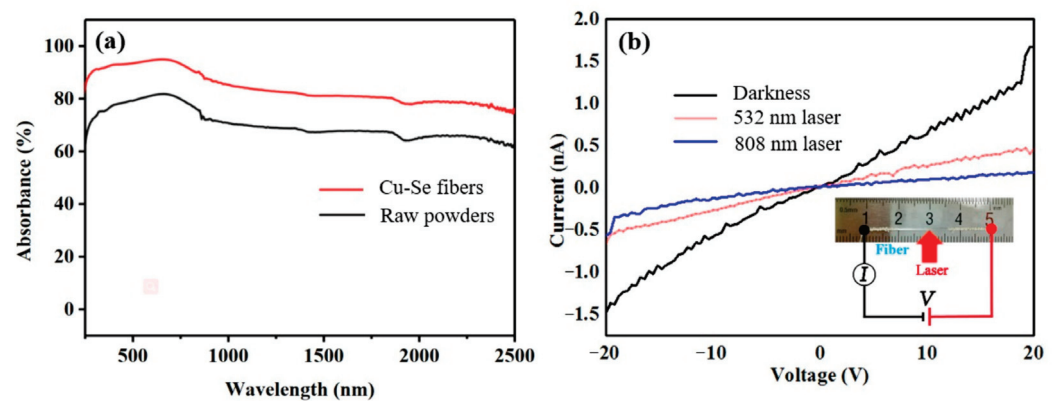 (a)
100
80
60
40
20
0
Absorbance (%)
Cu-Se fibers
Raw powders
500
1000
1500
2000
2500
Wavelength (nm)
(b)
2.0
1.5
1.0
0.5
0.0
−0.5
−1.0
−1.5
Current (nA)
Darkness
532 nm laser
808 nm laser
1 2 3 4 5
Fiber
Laser
I
V
−20
−10
0
10
20
Voltage (V)